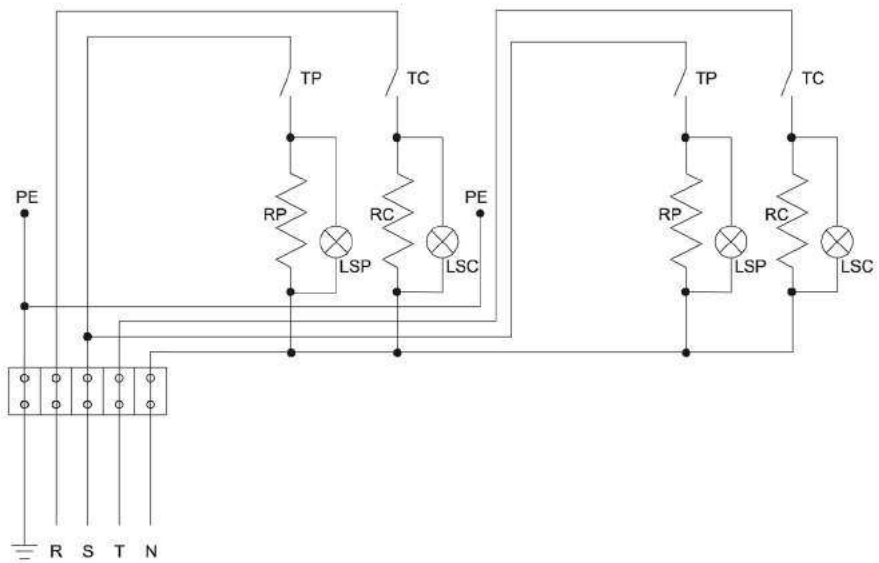 TP TC TP TC
PE RP RC PE RP RC
LSP LSC LSP LSC
R S T N